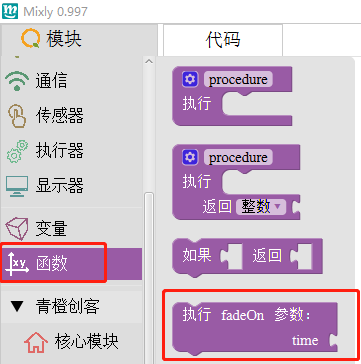 Mixly 0.997
模块
代码
通信
传感器
执行器
显示器
变量
函数
青橙创客
核心模块
procedure
执行
procedure
执行
返回 整数
如果 返回
执行 fadeOn 参数：
time